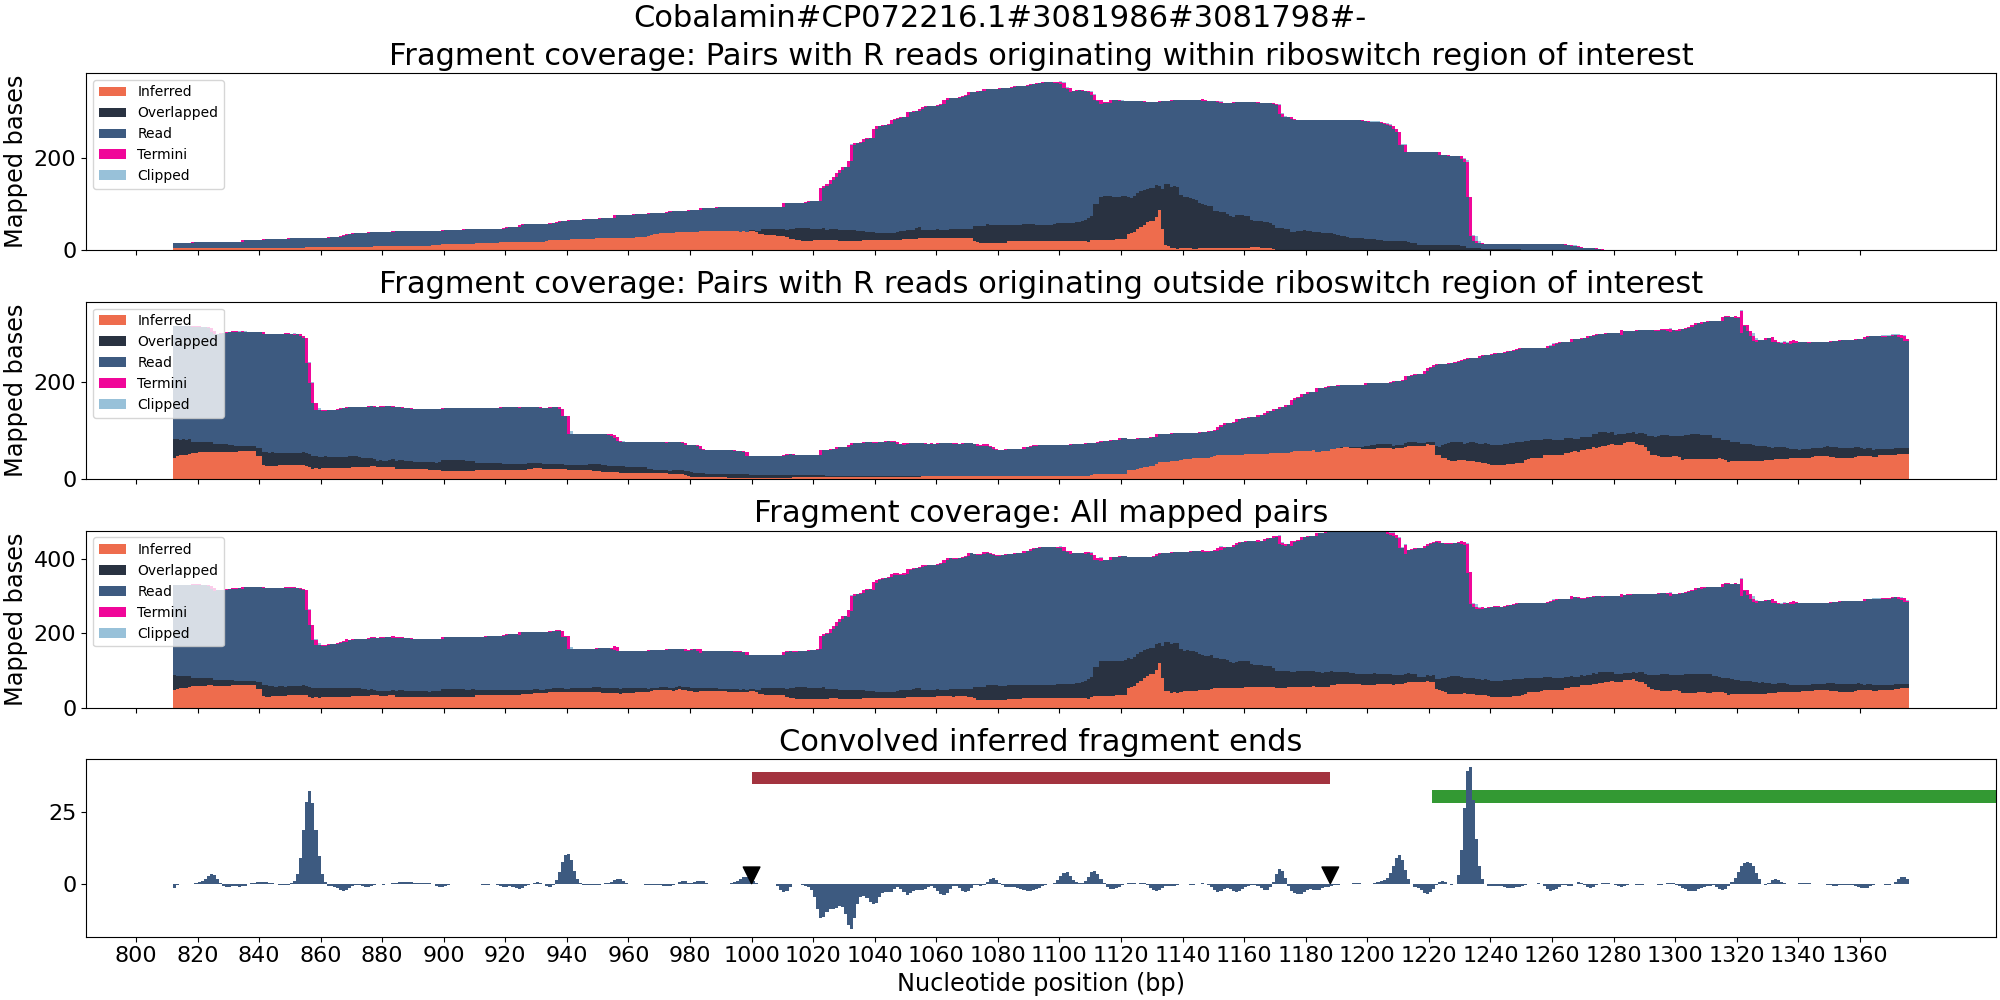 Cobalamin#CP072216.1#3081986#3081798#-
Fragment coverage: Pairs with R reads originating within riboswitch region of interest
Mapped bases
200
0
Inferred
Overlapped
Read
Termini
Clipped
Fragment coverage: Pairs with R reads originating outside riboswitch region of interest
Mapped bases
200
0
Inferred
Overlapped
Read
Termini
Clipped
Fragment coverage: All mapped pairs
Mapped bases
400
200
0
Inferred
Overlapped
Read
Termini
Clipped
Convolved inferred fragment ends
25
0
800 820 840 860 880 900 920 940 960 980 1000 1020 1040 1060 1080 1100 1120 1140 1160 1180 1200 1220 1240 1260 1280 1300 1320 1340 1360
Nucleotide position (bp)